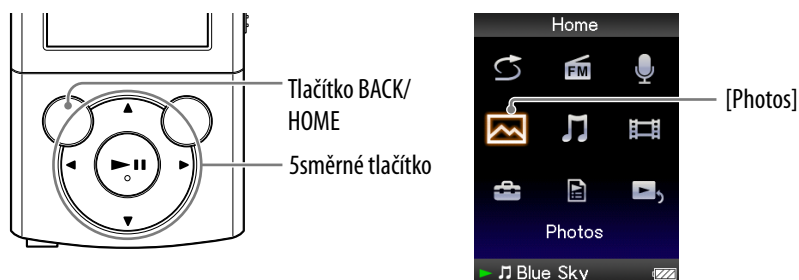 Tlačítko BACK/
HOME
5směrné tlačítko
Home
FM
[Photos]
Photos
Blue Sky